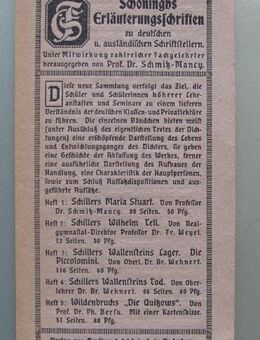 Schöninghs
Erläuterungsschriften
zu deutschen
u. ausländischen Schriftstellern.
Unter Mitwirkung zahlreicher Fachgelehrter
herausgegeben von Prof. Dr. Schmitz-Mancy.
Diese neue Sammlung verfolgt das Ziel, die
Schüler und Schülerinnen höherer Lehr-
anstalten und Seminare zu einem tieferen
Verständnis der deutschen Klassen- und Privatlektüre
zu führen. Die einzelnen Bändchen bieten meist
(unter Ausschluß des eigentlichen Textes der Dich-
tungen) eine erschöpfende Darstellung des Lebens
und Entwicklungsganges des Dichters. Sie geben
eine Geschichte der Abfassung des Werkes, ferner
eine ausführliche Darstellung des Aufbaues der
Handlung, eine Charakteristik der Hauptpersonen,
sowie zum Schluß Aufsatzdispositionen und aus-
geführte Aufsätze.
Heft 1: Schillers Maria Stuart. Von Professor
Dr. Schmitz-Mancy. 80 Seiten. 50 Pfg.
Heft 2: Schillers Wilhelm Tell. Von Real-
gymnasial-Direktor Professor Dr. Fr. Weyel.
72 Seiten. 50 Pfg.
Heft 3: Schillers Wallensteins Lager. Die
Piccolomini. Von Oberl. Dr. Br. Wehnert.
116 Seiten. 60 Pfg.
Heft 4: Schillers Wallensteins Tod. Von Ober-
lehrer Dr. Br. Wehnert. Seiten. Pfg.
Heft 5: Wildenbruchs „Die Quitzows“. Von
Prof. Dr. Ph. Mit einer Kartenskizze.
Seiten. 50 Pfg.